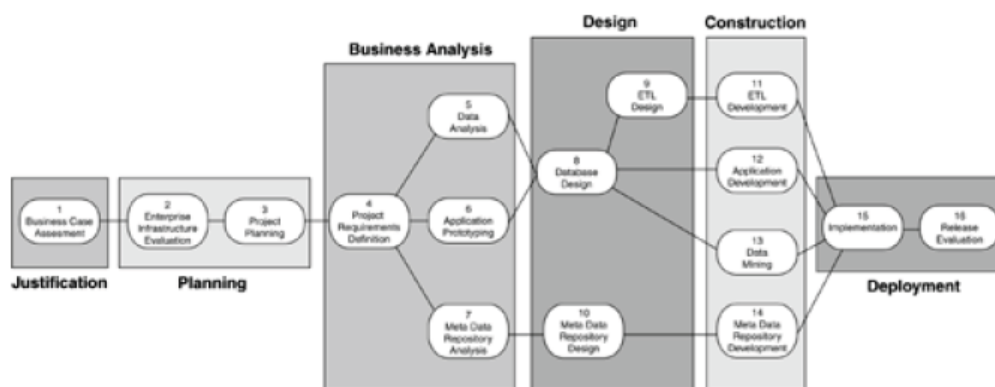 Design
Construction
Business Analysis
9
ETL
Design
11
ETL
Development
5
Data
Analysis
8
Database
Design
12
Application
Development
1
Business Case
Assesment
2
Enterprise
Infrastructure
Evaluation
3
Project
Planning
4
Project
Requirements
Definition
6
Application
Prototyping
15
Implementation
16
Release
Evaluation
13
Data
Mining
Justification
Planning
Deployment
7
Meta Data
Repository
Analysis
10
Meta Data
Repository
Design
14
Meta Data
Repository
Development